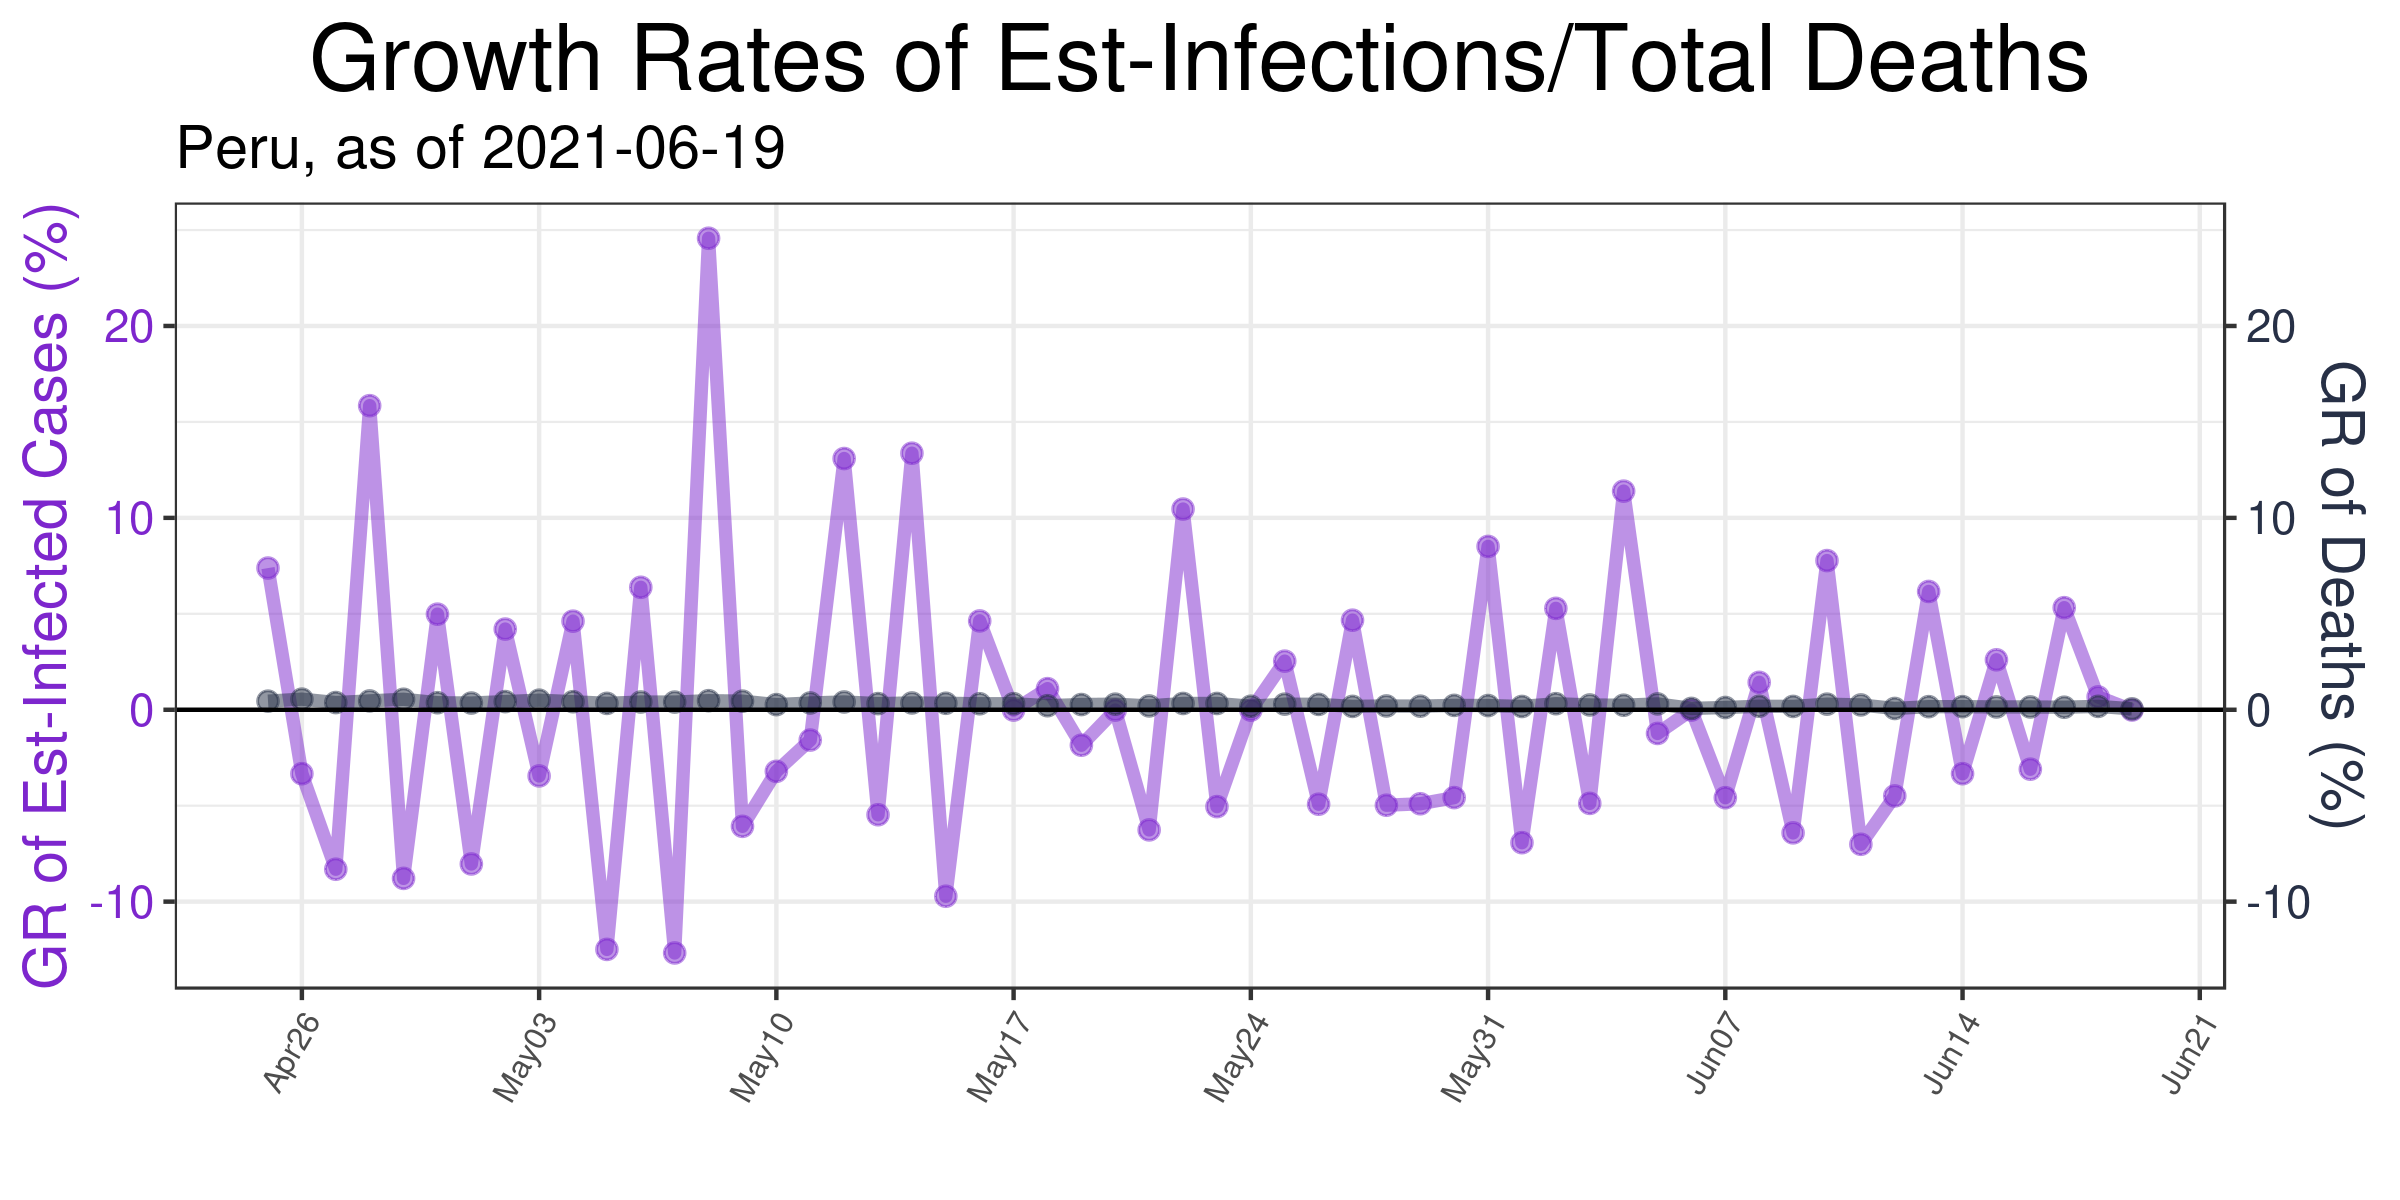 Growth Rates of Est-Infections/Total Deaths
Peru, as of 2021-06-19
GR of Est-Infected Cases (%)
20
10
0
-10
20
10
0
-10
GR of Deaths (%)
Apr26
May03
May10
May17
May24
May31
Jun07
Jun14
Jun21